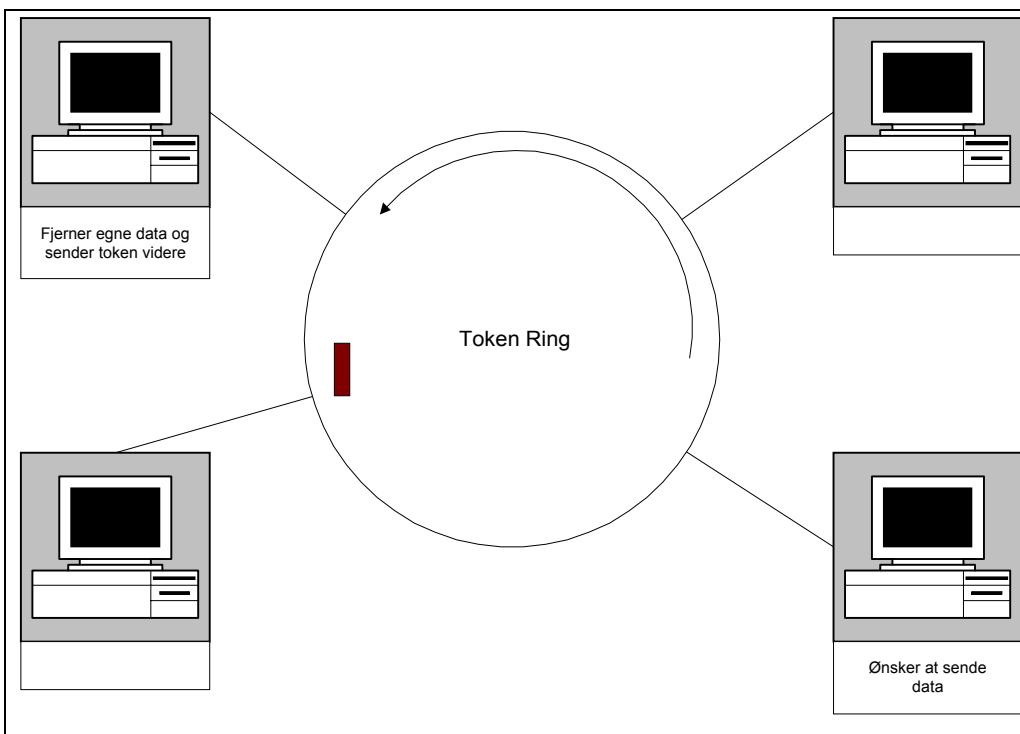 Fjerner egne data og
sender token videre
Token Ring
Ønsker at sende
data